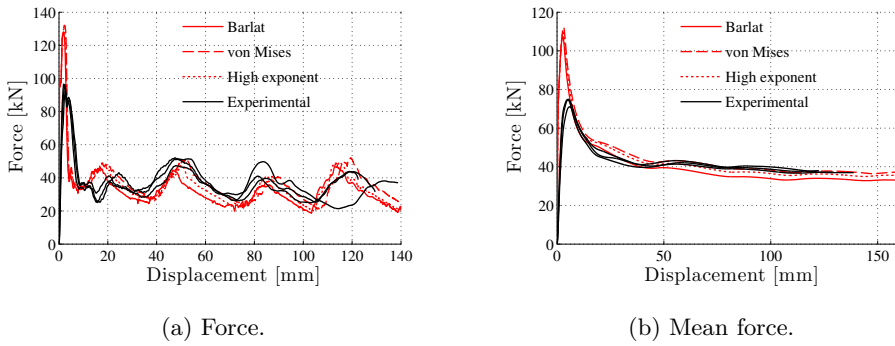 140
120
100
80
60
40
20
0
Force [kN]
Barlat
von Mises
High exponent
Experimental
0 20 40 60 80 100 120 140
Displacement [mm]
(a) Force.
120
100
80
60
40
20
0
Force [kN]
Barlat
von Mises
High exponent
Experimental
0 50 100 150
Displacement [mm]
(b) Mean force.